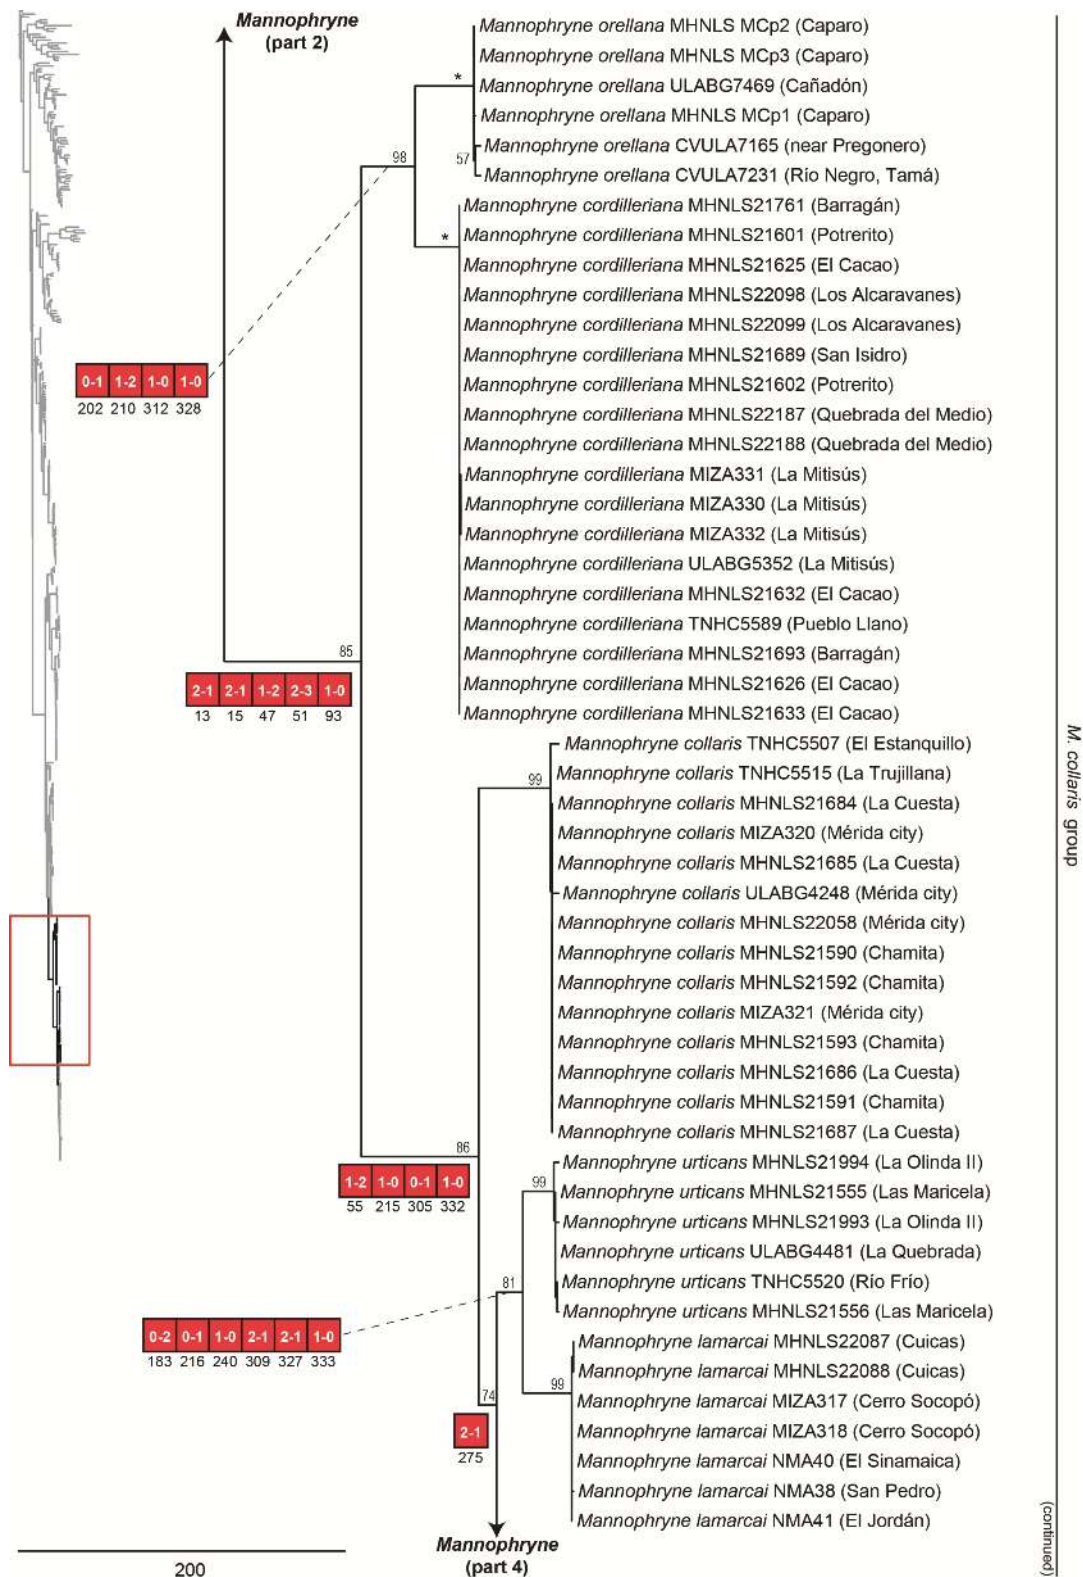 Mannophryne
(part 2)
Mannophryne orellana MHNLS MCp2 (Caparo)
Mannophryne orellana MHNLS MCp3 (Caparo)
*
Mannophryne orellana ULABG7469 (Cañadón)
Mannophryne orellana MHNLS MCp1 (Caparo)
98
57
Mannophryne orellana CVULA7165 (near Pregonero)
Mannophryne orellana CVULA7231 (Río Negro, Tamá)
Mannophryne cordilleriana MHNLS21761 (Barragán)
*
Mannophryne cordilleriana MHNLS21601 (Potrerito)
Mannophryne cordilleriana MHNLS21625 (El Cacao)
Mannophryne cordilleriana MHNLS22098 (Los Alcaravanes)
Mannophryne cordilleriana MHNLS22099 (Los Alcaravanes)
Mannophryne cordilleriana MHNLS21689 (San Isidro)
0-1 1-2 1-0 1-0
202 210 312 328
Mannophryne cordilleriana MHNLS21602 (Potrerito)
Mannophryne cordilleriana MHNLS22187 (Quebrada del Medio)
Mannophryne cordilleriana MHNLS22188 (Quebrada del Medio)
Mannophryne cordilleriana MIZA331 (La Mitisús)
Mannophryne cordilleriana MIZA330 (La Mitisús)
Mannophryne cordilleriana MIZA332 (La Mitisús)
Mannophryne cordilleriana ULABG5352 (La Mitisús)
Mannophryne cordilleriana MHNLS21632 (El Cacao)
Mannophryne cordilleriana TNHC5589 (Pueblo Llano)
85
Mannophryne cordilleriana MHNLS21693 (Barragán)
2-1 2-1 1-2 2-3 1-0
13 15 47 51 93
Mannophryne cordilleriana MHNLS21626 (El Cacao)
Mannophryne cordilleriana MHNLS21633 (El Cacao)
Mannophryne collaris TNHC5507 (El Estanquillo)
99
Mannophryne collaris TNHC5515 (La Trujillana)
Mannophryne collaris MHNLS21684 (La Cuesta)
Mannophryne collaris MIZA320 (Mérida city)
Mannophryne collaris MHNLS21685 (La Cuesta)
Mannophryne collaris ULABG4248 (Mérida city)
Mannophryne collaris MHNLS22058 (Mérida city)
Mannophryne collaris MHNLS21590 (Chamita)
Mannophryne collaris MHNLS21592 (Chamita)
Mannophryne collaris MIZA321 (Mérida city)
Mannophryne collaris MHNLS21593 (Chamita)
Mannophryne collaris MHNLS21686 (La Cuesta)
Mannophryne collaris MHNLS21591 (Chamita)
Mannophryne collaris MHNLS21687 (La Cuesta)
86
1-2 1-0 0-1 1-0
55 215 305 332
Mannophryne urticans MHNLS21994 (La Olinda II)
99
Mannophryne urticans MHNLS21555 (Las Maricela)
Mannophryne urticans MHNLS21993 (La Olinda II)
Mannophryne urticans ULABG4481 (La Quebrada)
81
Mannophryne urticans TNHC5520 (Río Frío)
Mannophryne urticans MHNLS21556 (Las Maricela)
0-2 0-1 1-0 2-1 2-1 1-0
183 216 240 309 327 333
Mannophryne lamarcai MHNLS22087 (Cuicas)
Mannophryne lamarcai MHNLS22088 (Cuicas)
99
74
Mannophryne lamarcai MIZA317 (Cerro Socopó)
Mannophryne lamarcai MIZA318 (Cerro Socopó)
2-1
275
Mannophryne lamarcai NMA40 (El Sinamaica)
Mannophryne lamarcai NMA38 (San Pedro)
Mannophryne lamarcai NMA41 (El Jordán)
Mannophryne
(part 4)
200
M. collaris group
(continued)